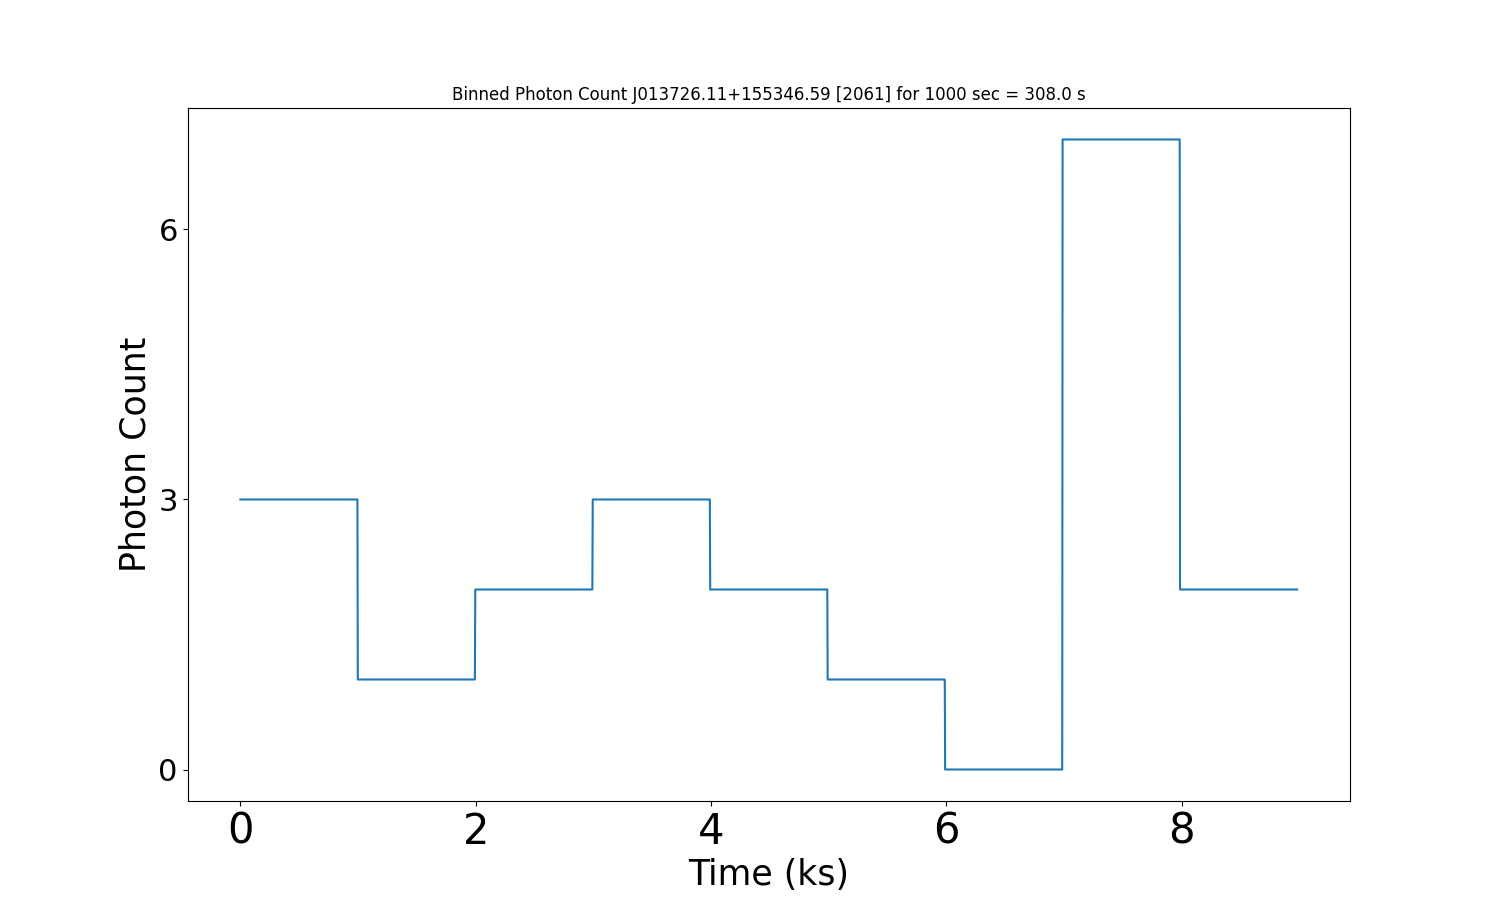 Binned Photon Count J013726.11+155346.59 [2061] for 1000 sec = 308.0 s
6
3
0
Photon Count
0 2 4 6 8
Time (ks)